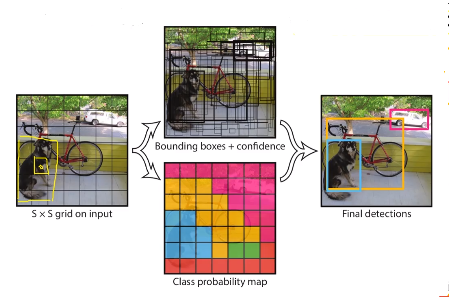 Bounding boxes + confidence
S × S grid on input
Final detections
Class probability map